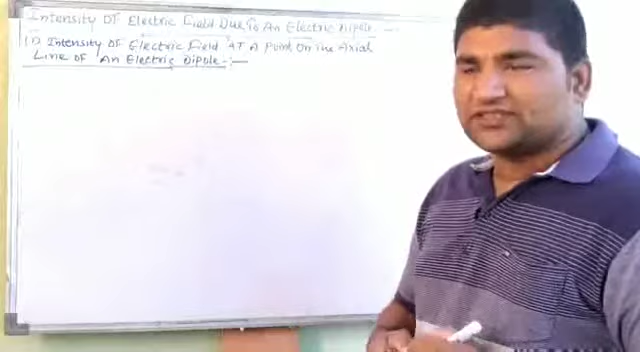 Intensity Of Electric Field Due To An Electric Dipole :—
(1) Intensity Of Electric Field AT A Point On The Axial
Line Of An Electric Dipole :—